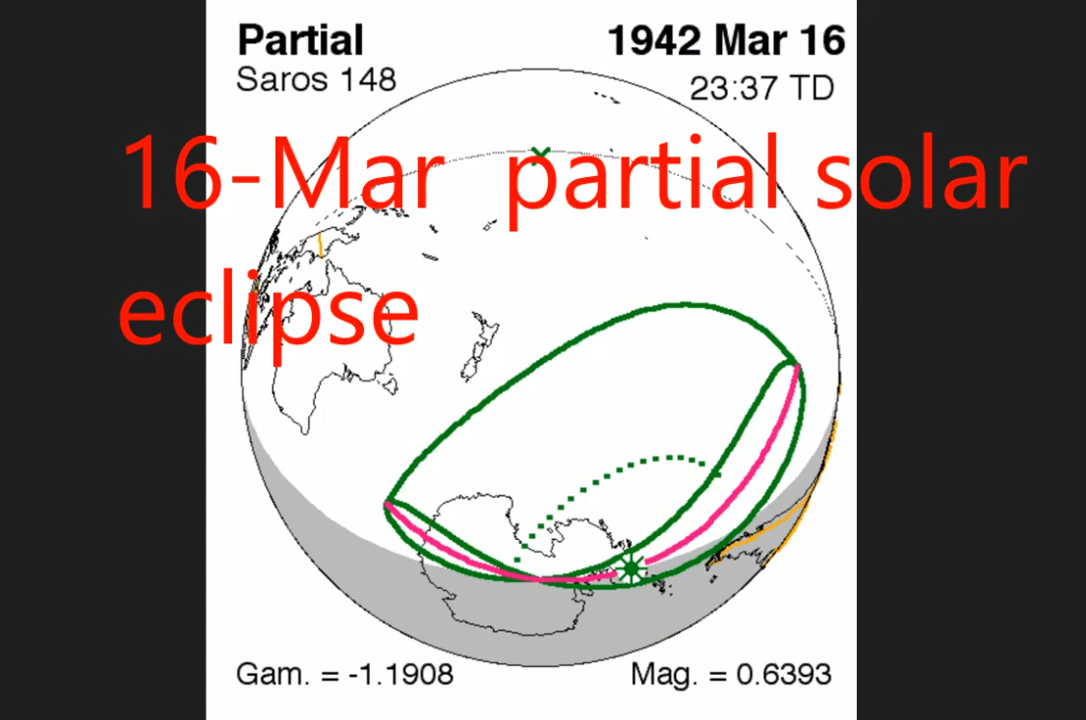 Partial
1942 Mar 16
Saros 148
23:37 TD
16-Mar partial solar
eclipse
Gam. = -1.1908
Mag. = 0.6393